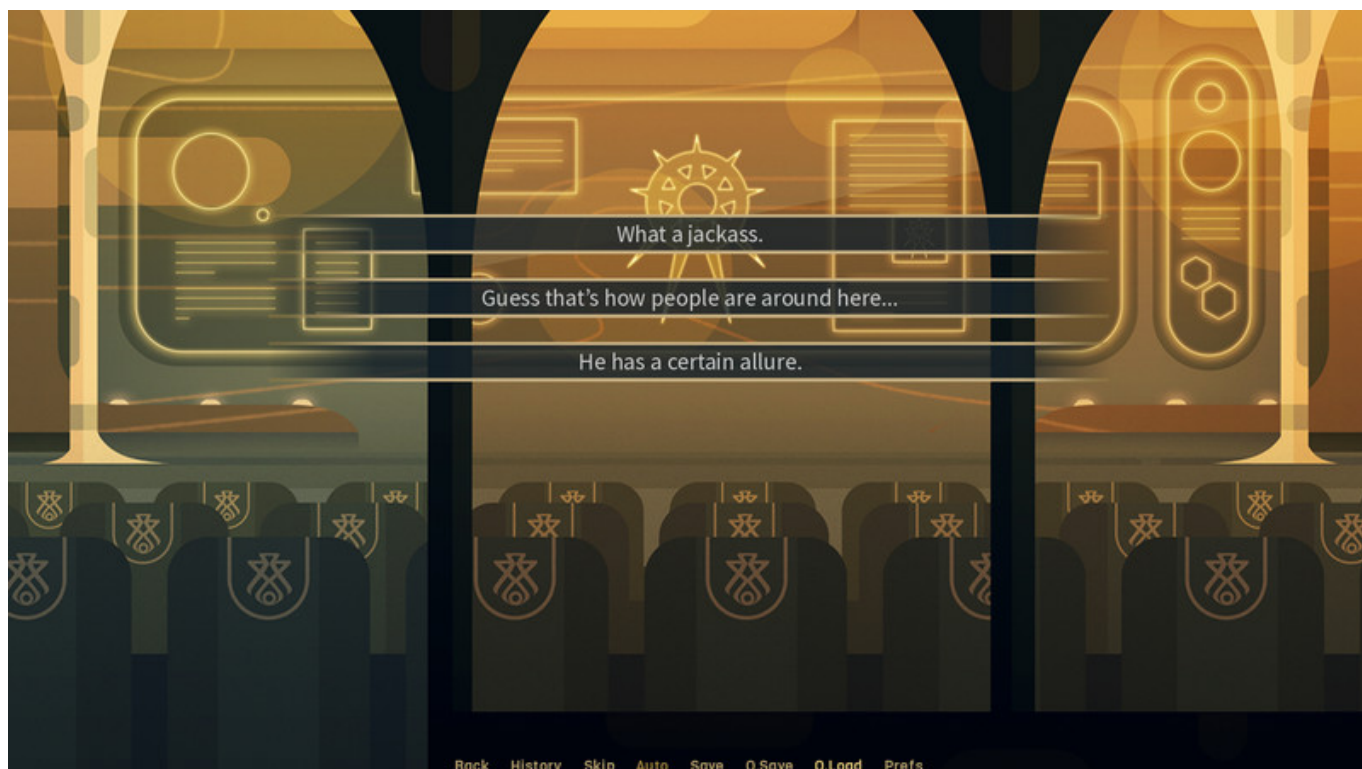 What a jackass.
Guess that’s how people are around here...
He has a certain allure.
Back History Skip Auto Save Q.Save Q.Load Prefs